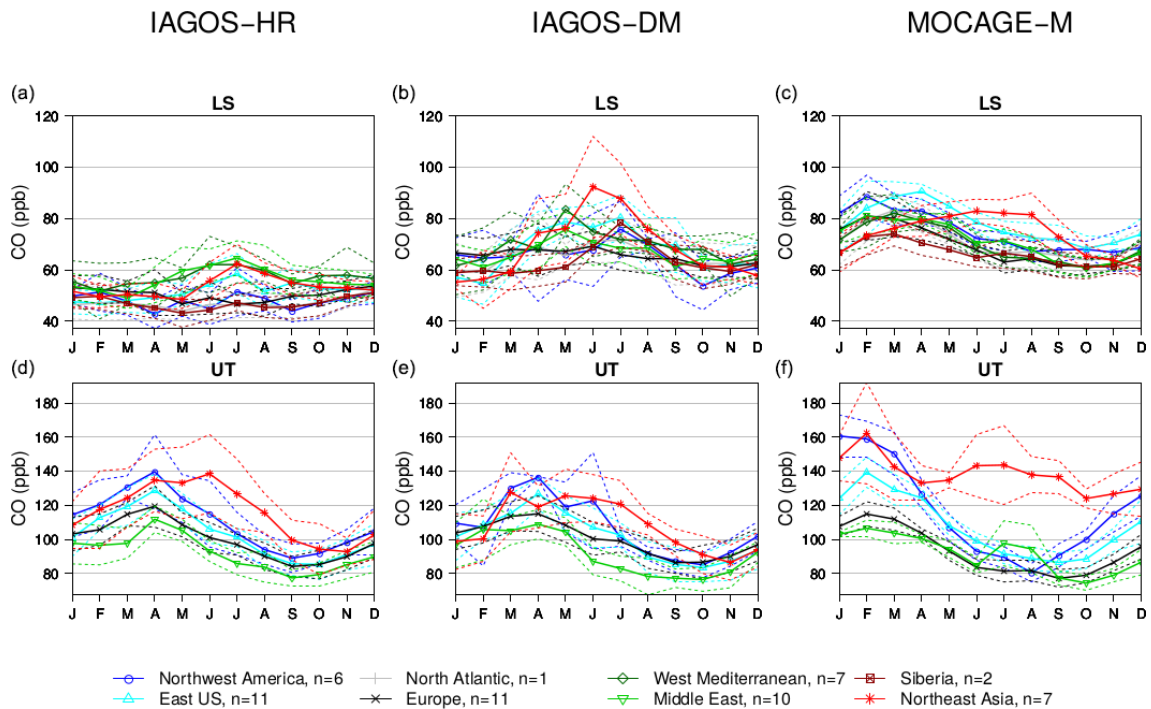 IAGOS−HR IAGOS−DM MOCAGE−M
(a) LS (b) LS (c) LS
120 120 120
100 100 100
80 80 80
60 60 60
40 40 40
CO (ppb) CO (ppb) CO (ppb)
J F M A M J J A S O N D J F M A M J J A S O N D J F M A M J J A S O N D
(d) UT (e) UT (f) UT
180 180 180
160 160 160
140 140 140
120 120 120
100 100 100
80 80 80
CO (ppb) CO (ppb) CO (ppb)
J F M A M J J A S O N D J F M A M J J A S O N D J F M A M J J A S O N D
Northwest America, n=6 North Atlantic, n=1 West Mediterranean, n=7 Siberia, n=2
East US, n=11 Europe, n=11 Middle East, n=10 Northeast Asia, n=7